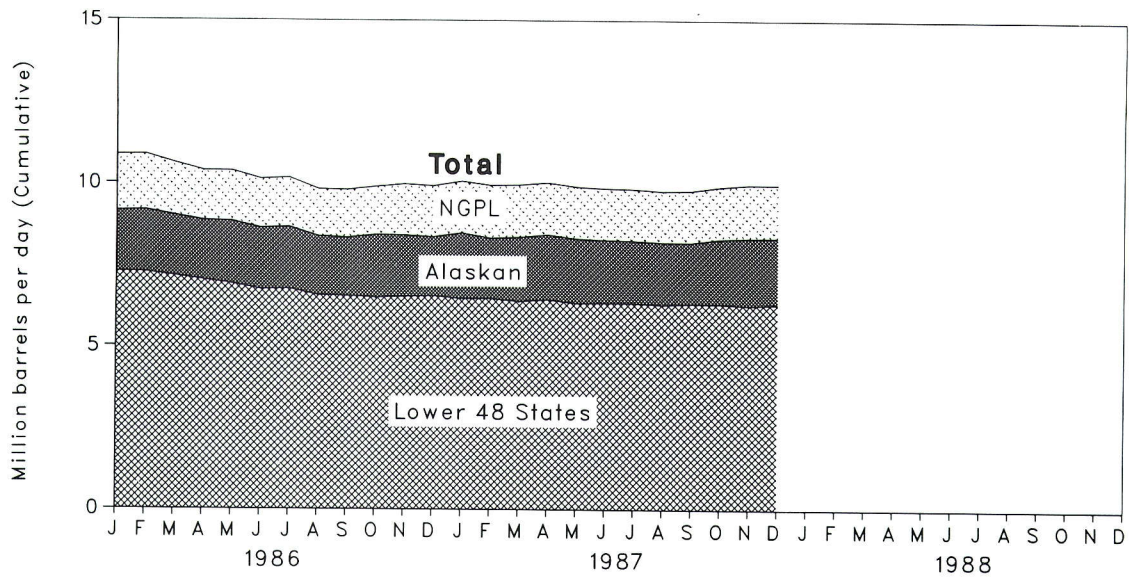 Million barrels per day (Cumulative)
15
10
5
0
Total
NGPL
Alaskan
Lower 48 States
J F M A M J J A S O N D J F M A M J J A S O N D J F M A M J J A S O N D
1986 1987 1988